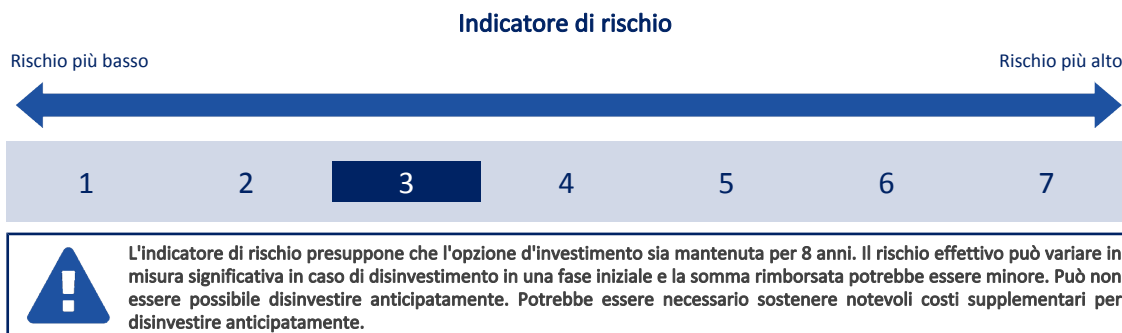 Indicatore di rischio
Rischio più basso
Rischio più alto
1 2 3 4 5 6 7
L'indicatore di rischio presuppone che l'opzione d'investimento sia mantenuta per 8 anni. Il rischio effettivo può variare in
misura significativa in caso di disinvestimento in una fase iniziale e la somma rimborsata potrebbe essere minore. Può non
essere possibile disinvestire anticipatamente. Potrebbe essere necessario sostenere notevoli costi supplementari per
disinvestire anticipatamente.